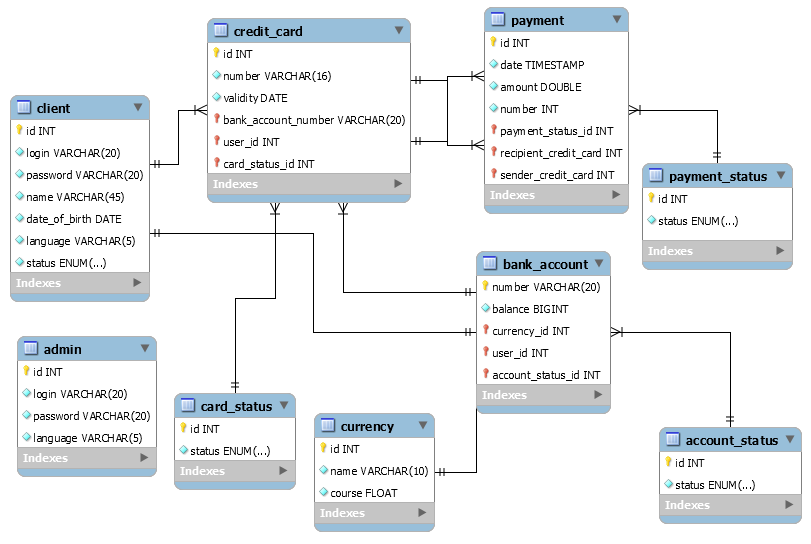 credit_card
id INT
number VARCHAR(16)
validity DATE
bank_account_number VARCHAR(20)
user_id INT
card_status_id INT
Indexes
payment
id INT
date TIMESTAMP
amount DOUBLE
number INT
payment_status_id INT
recipient_credit_card INT
sender_credit_card INT
Indexes
client
id INT
login VARCHAR(20)
password VARCHAR(20)
name VARCHAR(45)
date_of_birth DATE
language VARCHAR(5)
status ENUM(...)
Indexes
payment_status
id INT
status ENUM(...)
Indexes
bank_account
number VARCHAR(20)
balance BIGINT
currency_id INT
user_id INT
account_status_id INT
Indexes
admin
id INT
login VARCHAR(20)
password VARCHAR(20)
language VARCHAR(5)
Indexes
card_status
id INT
status ENUM(...)
Indexes
currency
id INT
name VARCHAR(10)
course FLOAT
Indexes
account_status
id INT
status ENUM(...)
Indexes